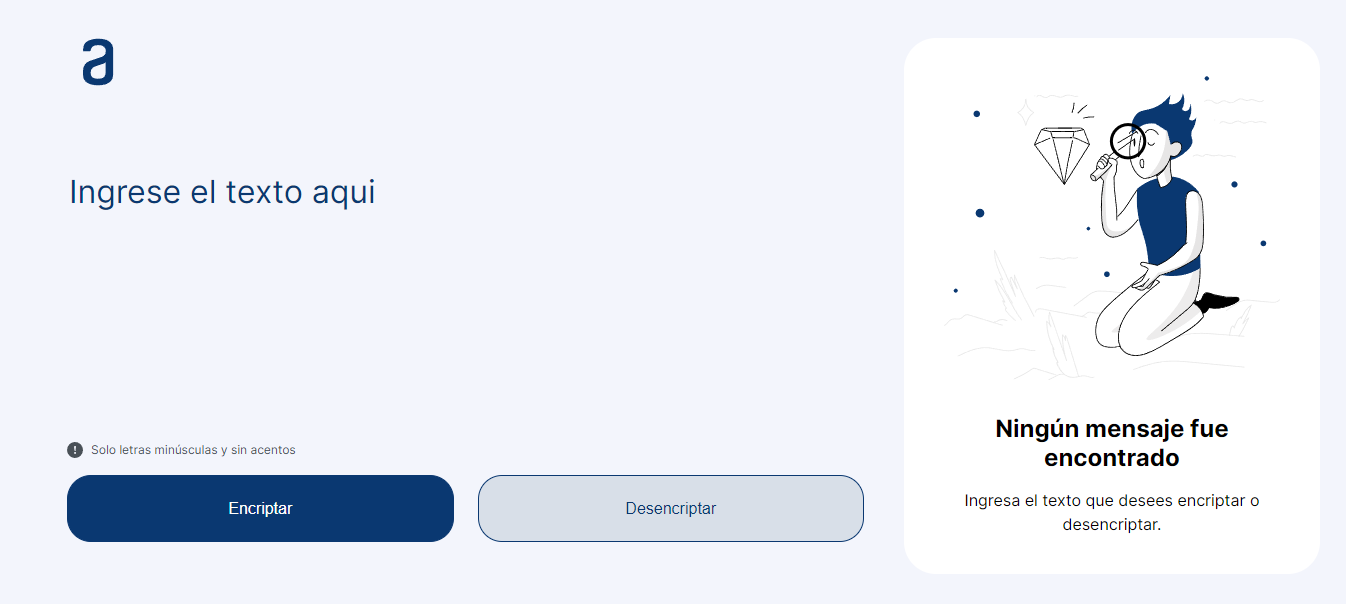 a
Ingrese el texto aqui
Solo letras minúsculas y sin acentos
Encriptar
Desencriptar
Ningún mensaje fue
encontrado
Ingresa el texto que desees encriptar o
desencriptar.